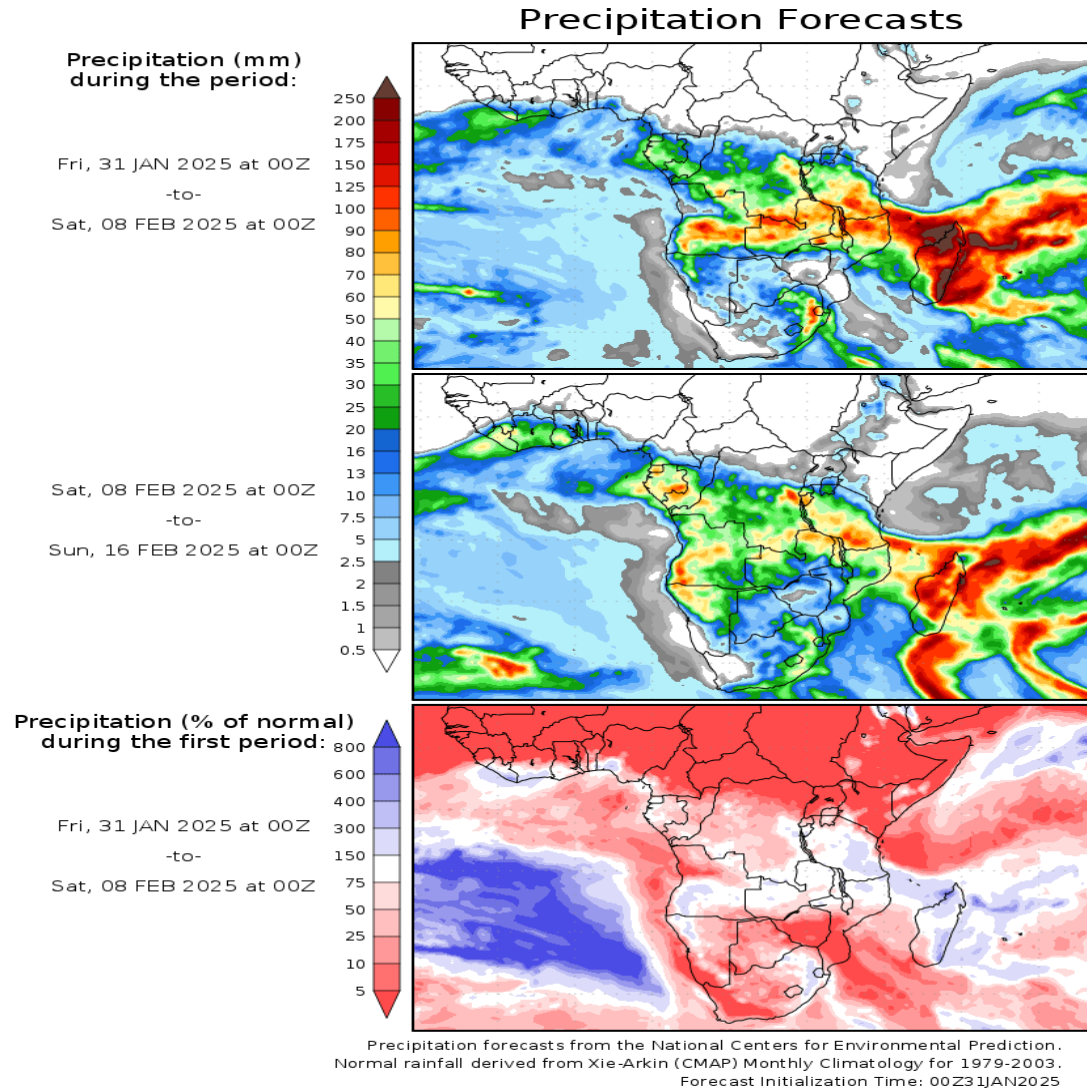 Precipitation Forecasts
Precipitation (mm)
during the period:
Fri, 31 JAN 2025 at 00Z
-to-
Sat, 08 FEB 2025 at 00Z
250
200
175
150
125
100
90
80
70
60
50
40
35
30
25
20
16
13
10
7.5
5
2.5
2
1.5
1
0.5
Sat, 08 FEB 2025 at 00Z
-to-
Sun, 16 FEB 2025 at 00Z
Precipitation (% of normal)
during the first period:
Fri, 31 JAN 2025 at 00Z
-to-
Sat, 08 FEB 2025 at 00Z
800
600
400
300
150
75
50
25
10
5
Precipitation forecasts from the National Centers for Environmental Prediction.
Normal rainfall derived from Xie-Arkin (CMAP) Monthly Climatology for 1979-2003.
Forecast Initialization Time: 00Z31JAN2025